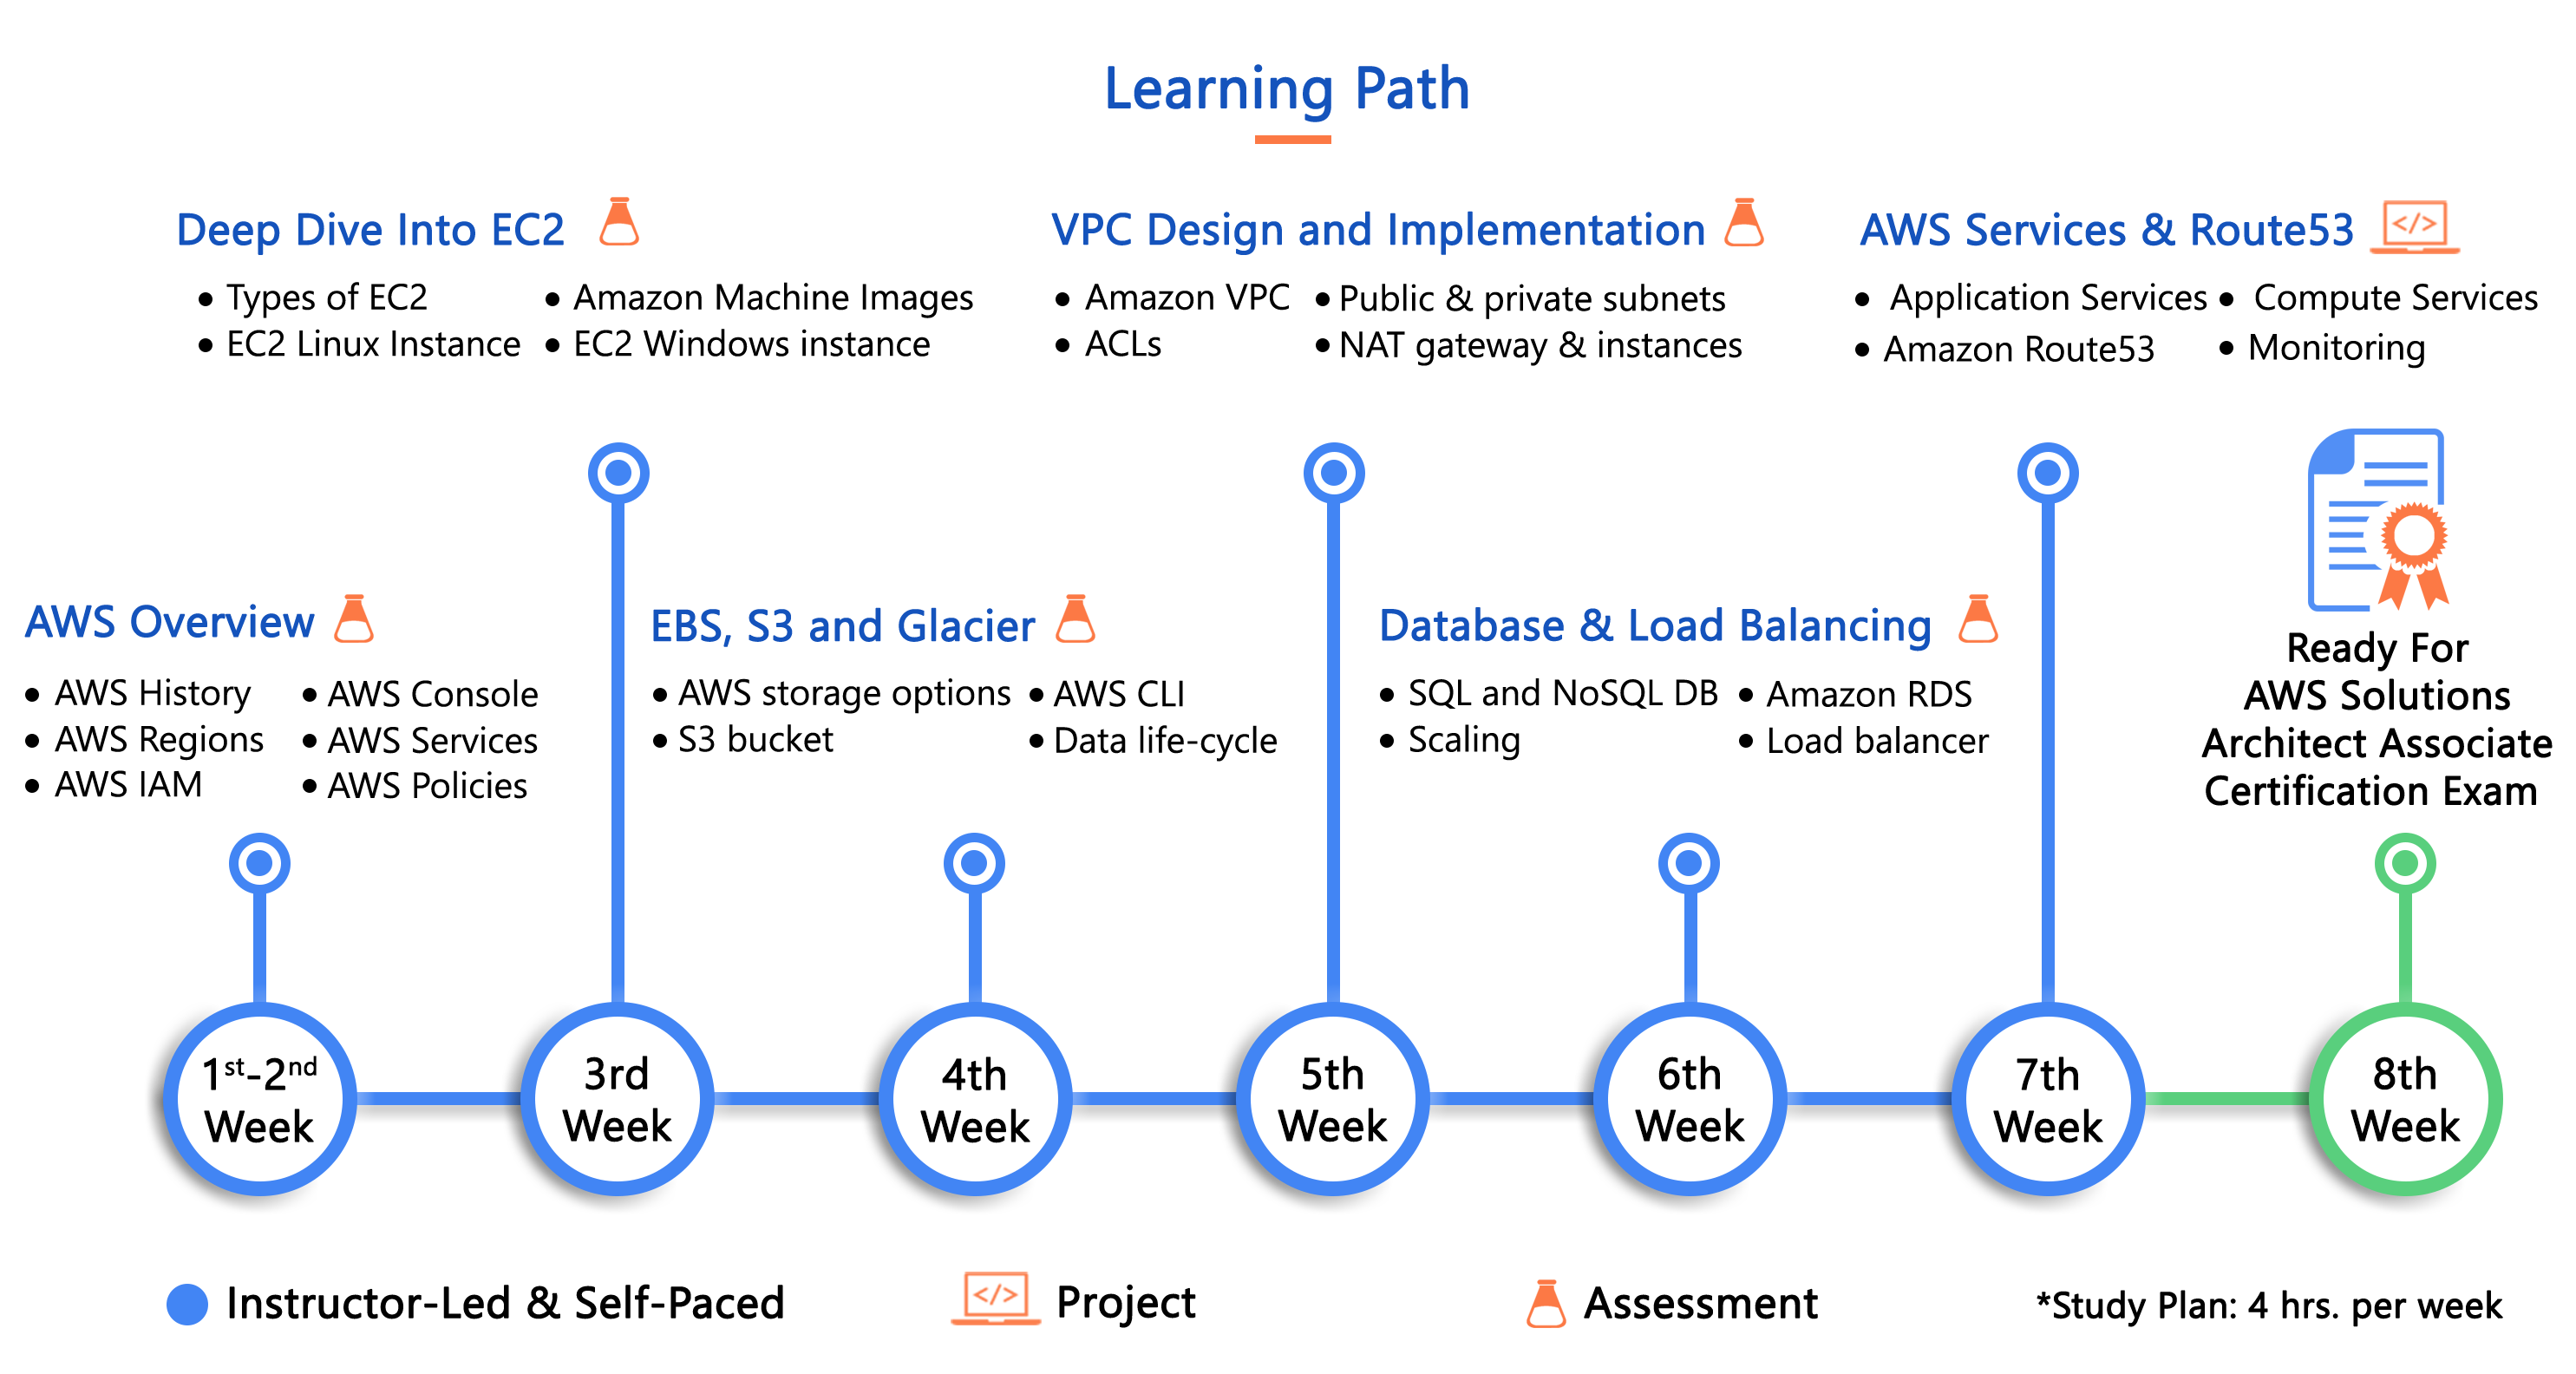 Learning Path
Deep Dive Into EC2
• Types of EC2
• EC2 Linux Instance
• Amazon Machine Images
• EC2 Windows instance
VPC Design and Implementation
• Amazon VPC
• ACLs
• Public & private subnets
• NAT gateway & instances
AWS Services & Route53
</>
• Application Services
• Amazon Route53
• Compute Services
• Monitoring
AWS Overview
• AWS History
• AWS Regions
• AWS IAM
• AWS Console
• AWS Services
• AWS Policies
EBS, S3 and Glacier
• AWS storage options
• S3 bucket
• AWS CLI
• Data life-cycle
Database & Load Balancing
• SQL and NoSQL DB
• Scaling
• Amazon RDS
• Load balancer
Ready For
AWS Solutions
Architect Associate
Certification Exam
1st-2nd
Week
3rd
Week
4th
Week
5th
Week
6th
Week
7th
Week
8th
Week
Instructor-Led & Self-Paced
</>
Project
Assessment
*Study Plan: 4 hrs. per week